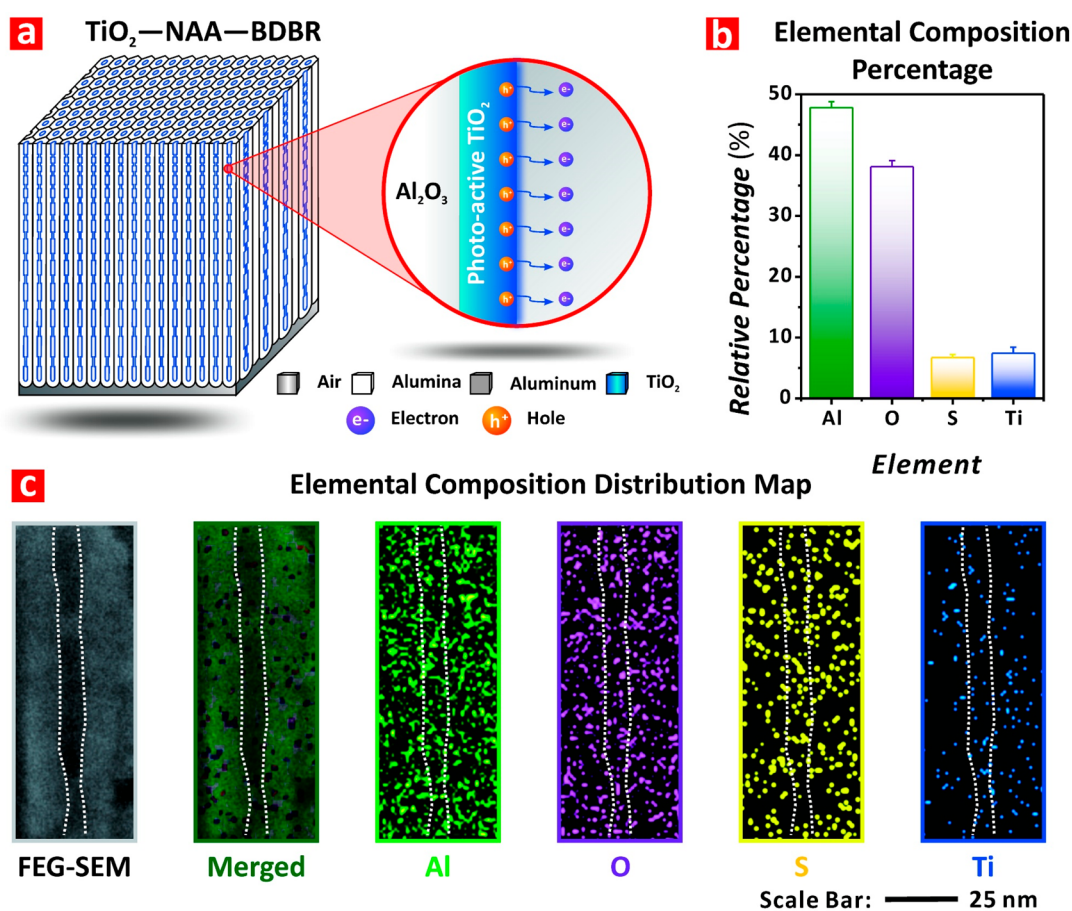 a
TiO₂—NAA—BDBR
Al₂O₃
Photo-active TiO₂
h⁺ e-
h⁺ e-
h⁺ e-
h⁺ e-
h⁺ e-
h⁺ e-
h⁺ e-
Air Alumina Aluminum TiO₂
e- Electron h⁺ Hole
b
Elemental Composition
Percentage
Relative Percentage (%)
50
40
30
20
10
0
Al O S Ti
Element
c
Elemental Composition Distribution Map
FEG-SEM Merged Al O S Ti
Scale Bar: 25 nm